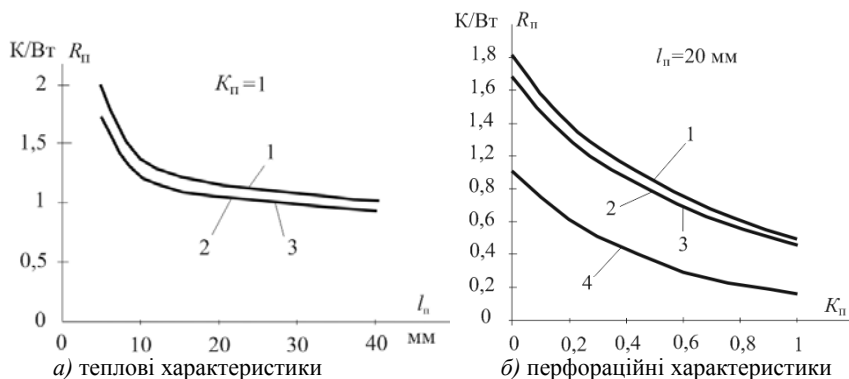 К/Вт Rп
2
1,5
1
0,5
0
Kп=1
1
2
3
0 10 20 30 40
lп
мм
а) теплові характеристики
К/Вт Rп
1,8
1,6
1,4
1,2
1,0
0,8
0,6
0,4
0,2
0
lп=20 мм
1
2
3
4
Kп
0 0,2 0,4 0,6 0,8 1
б) перфораційні характеристики